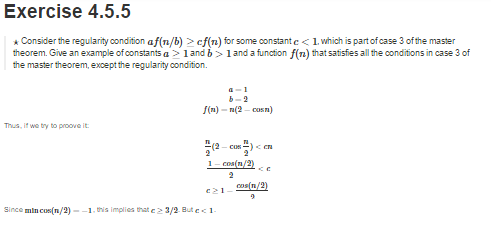 Exercise 4.5.5
★ Consider the regularity condition af(n/b) ≥ cf(n) for some constant c < 1, which is part of case 3 of the master
theorem. Give an example of constants a ≥ 1 and b > 1 and a function f(n) that satisfies all the conditions in case 3 of
the master theorem, except the regularity condition.
a = 1
b = 2
f(n) = n(2 − cos n)
Thus, if we try to proove it:
n/2 (2 − cos n/2) < cn
1 − cos(n/2) / 2 < c
c ≥ 1 − cos(n/2) / 2
Since min cos(n/2) = −1, this implies that c ≥ 3/2. But c < 1.